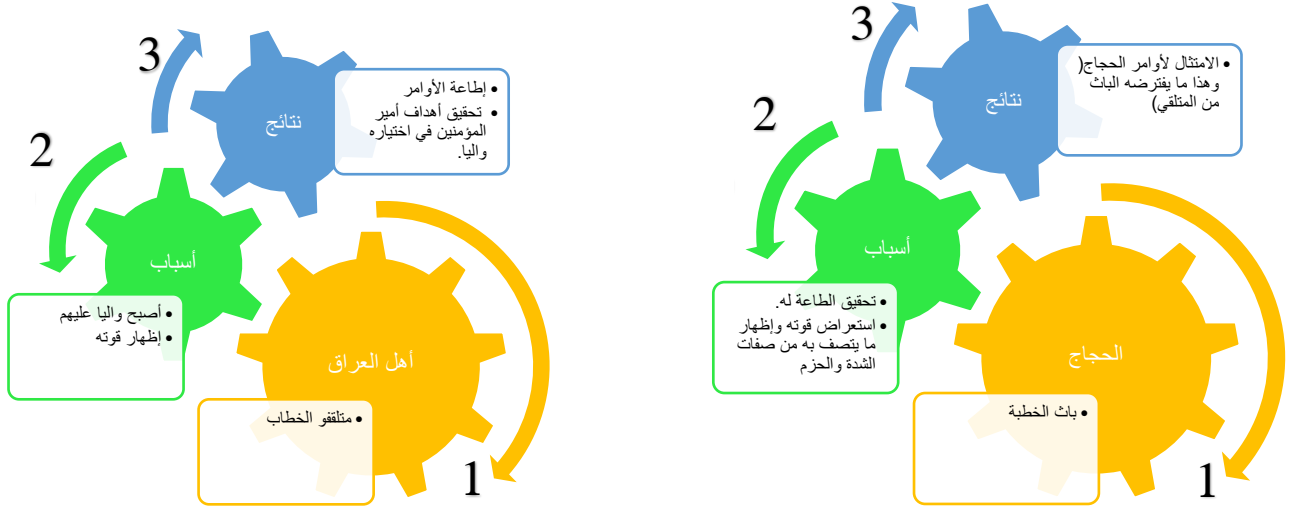 3
نتائج
• الامتثال لأوامر الحجاج(
وهذا ما يفترضه الباث
من المتلقي)
2
أسباب
• تحقيق الطاعة له.
• استعراض قوته وإظهار
ما يتصف به من صفات
الشدة والحزم
الحجاج
• باث الخطبة
1
3
نتائج
• إطاعة الأوامر
• تحقيق أهداف أمير
المؤمنين في اختياره
واليا.
2
أسباب
• أصبح واليا عليهم
• إظهار قوته
أهل العراق
• متلقفو الخطاب
1